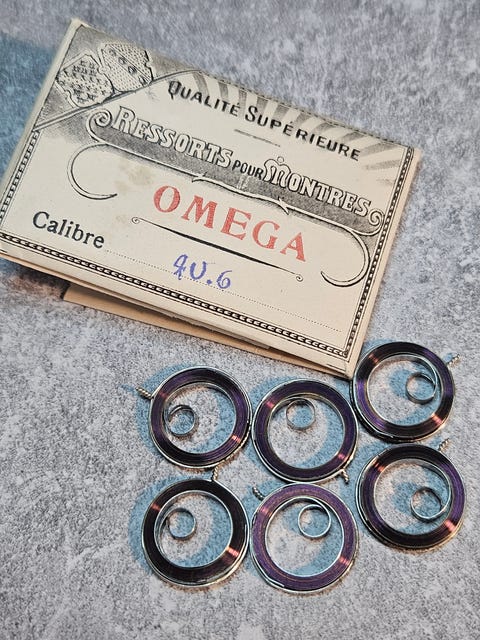 QUALITÉ SUPÉRIEURE
RESSORTS POUR MONTRES
OMEGA
Calibre 40.6